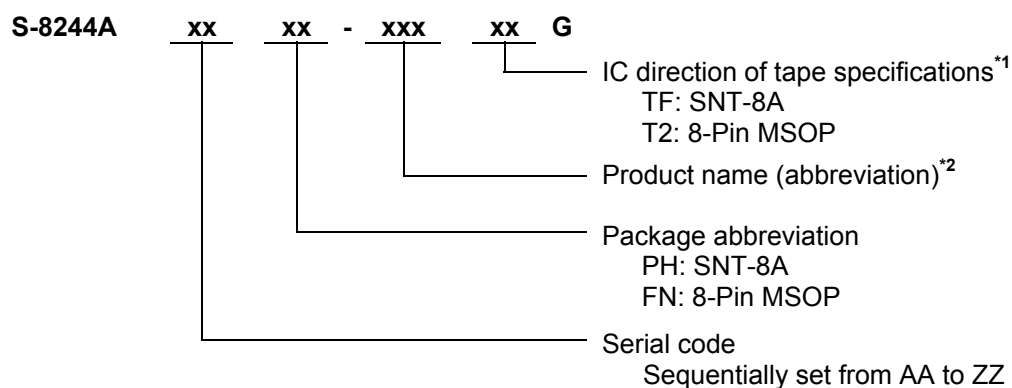 S-8244A xx xx - xxx xx G
IC direction of tape specifications*1
TF: SNT-8A
T2: 8-Pin MSOP
Product name (abbreviation)*2
Package abbreviation
PH: SNT-8A
FN: 8-Pin MSOP
Serial code
Sequentially set from AA to ZZ